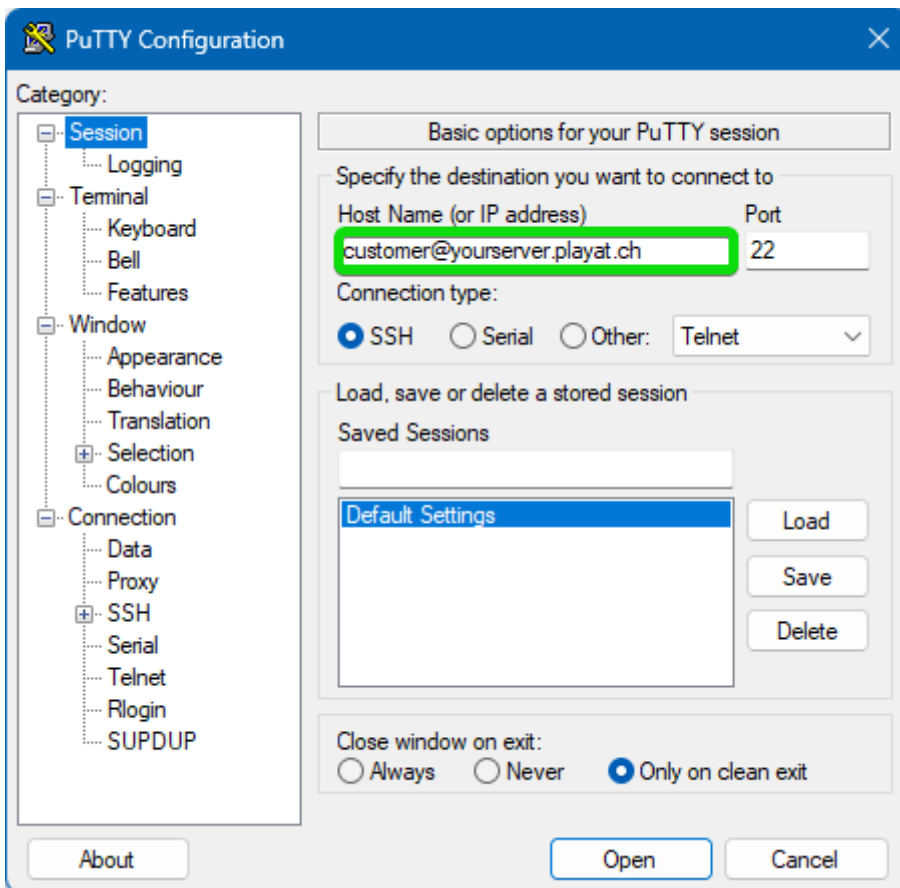 PuTTY Configuration
Category:
Session
Logging
Terminal
Keyboard
Bell
Features
Window
Appearance
Behaviour
Translation
Selection
Colours
Connection
Data
Proxy
SSH
Serial
Telnet
Rlogin
SUPDUP
Basic options for your PuTTY session
Specify the destination you want to connect to
Host Name (or IP address) Port
customer@yourserver.playat.ch 22
Connection type:
SSH Serial Other: Telnet
Load, save or delete a stored session
Saved Sessions
Default Settings
Load
Save
Delete
Close window on exit:
Always Never Only on clean exit
About Open Cancel